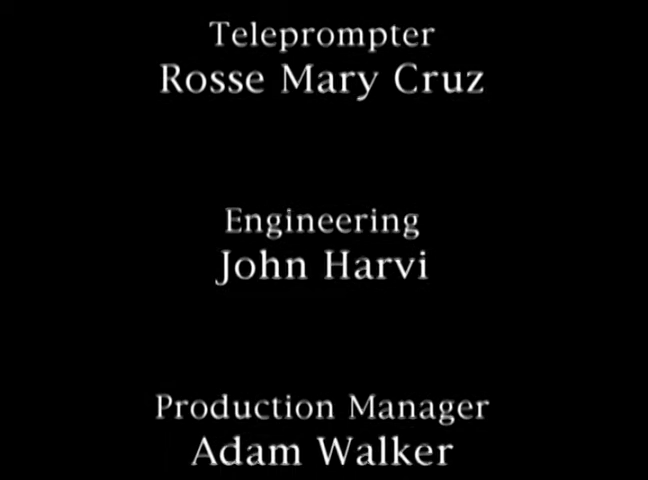 Teleprompter
Rosse Mary Cruz
Engineering
John Harvi
Production Manager
Adam Walker